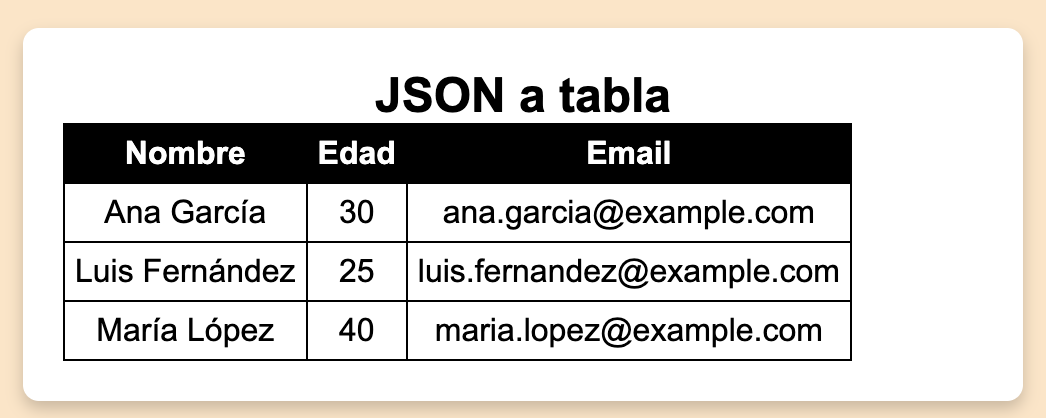 JSON a tabla
Nombre Edad Email
Ana García 30 ana.garcia@example.com
Luis Fernández 25 luis.fernandez@example.com
María López 40 maria.lopez@example.com